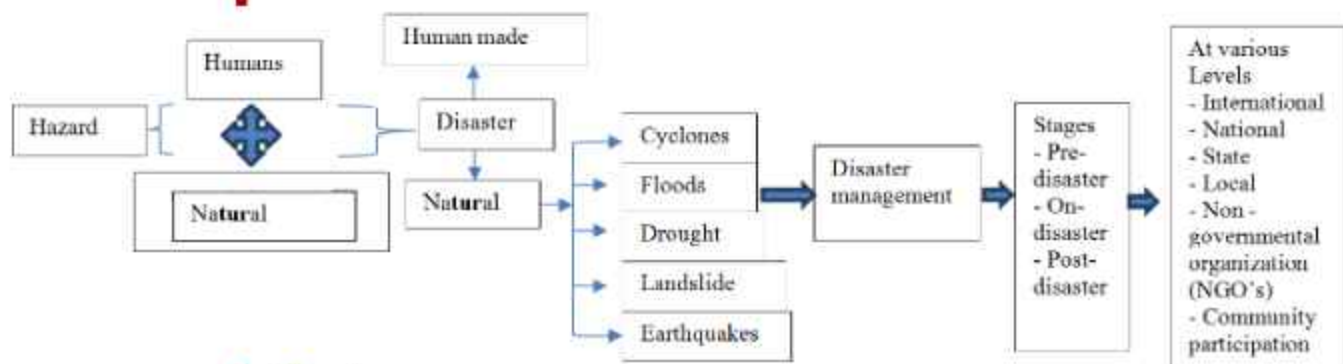 Hazard
Humans
Natural
Human made
Disaster
Natural
Cyclones
Floods
Drought
Landslide
Earthquakes
Disaster
management
Stages
- Pre-
disaster
- On-
disaster
- Post-
disaster
At various
Levels
- International
- National
- State
- Local
- Non -
governmental
organization
(NGO's)
- Community
participation